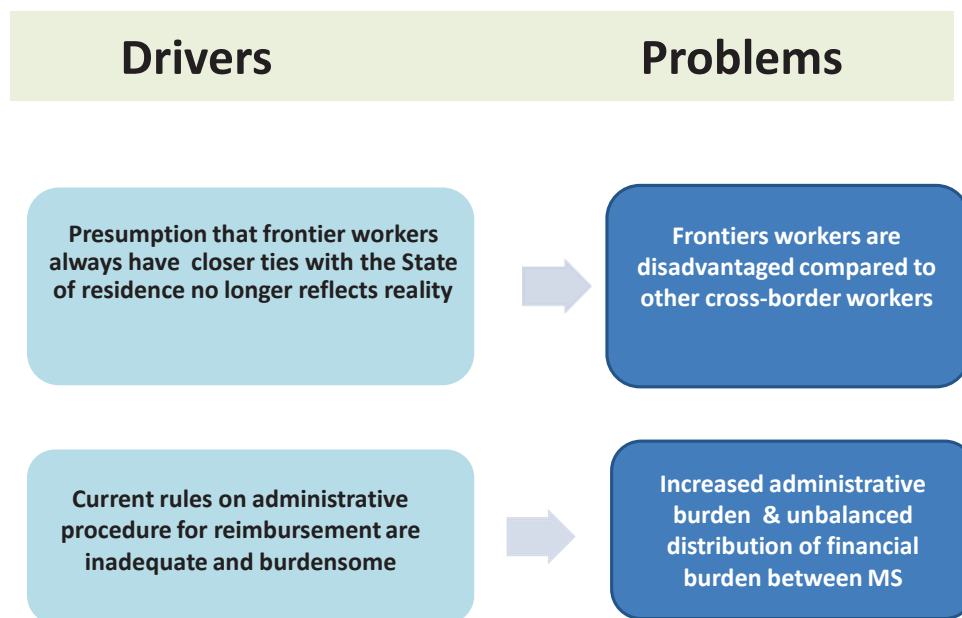 Drivers
Problems
Presumption that frontier workers
always have closer ties with the State
of residence no longer reflects reality
Frontiers workers are
disadvantaged compared to
other cross-border workers
Current rules on administrative
procedure for reimbursement are
inadequate and burdensome
Increased administrative
burden & unbalanced
distribution of financial
burden between MS